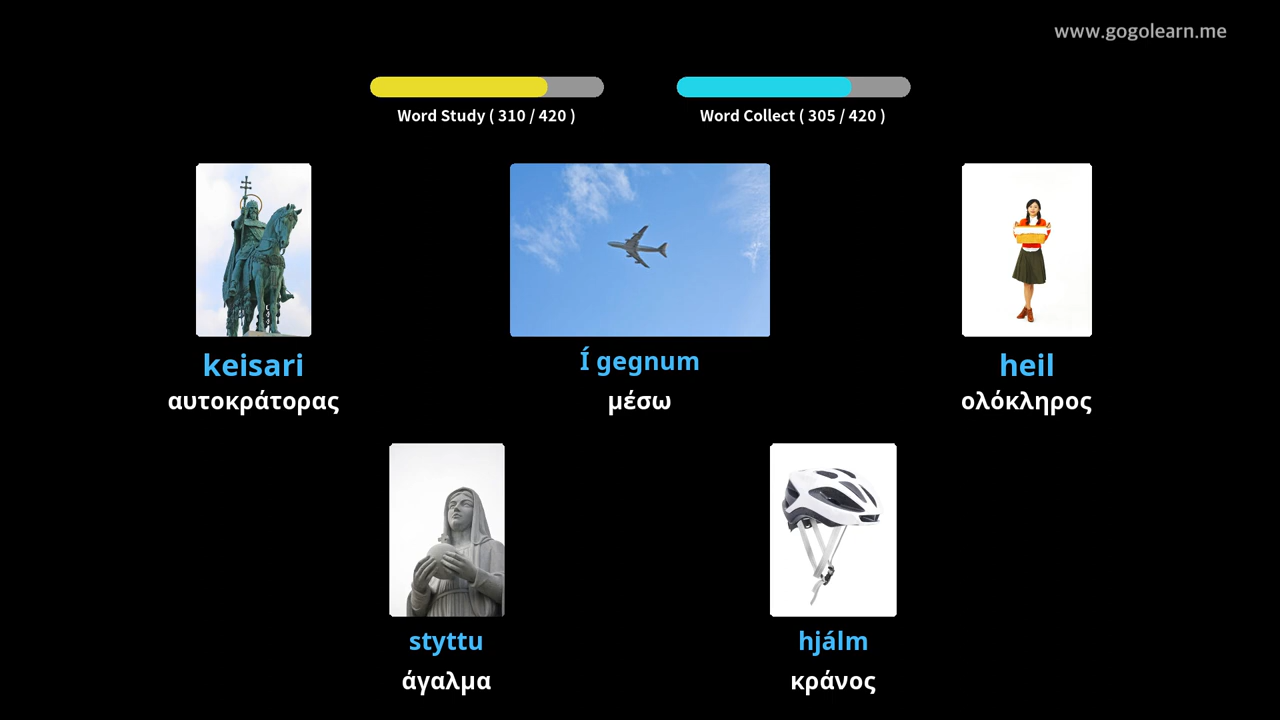 www.gogolearn.me
Word Study ( 310 / 420 )
Word Collect ( 305 / 420 )
keisari
αυτοκράτορας
Í gegnum
μέσω
heil
ολόκληρος
styttu
άγαλμα
hjálm
κράνος